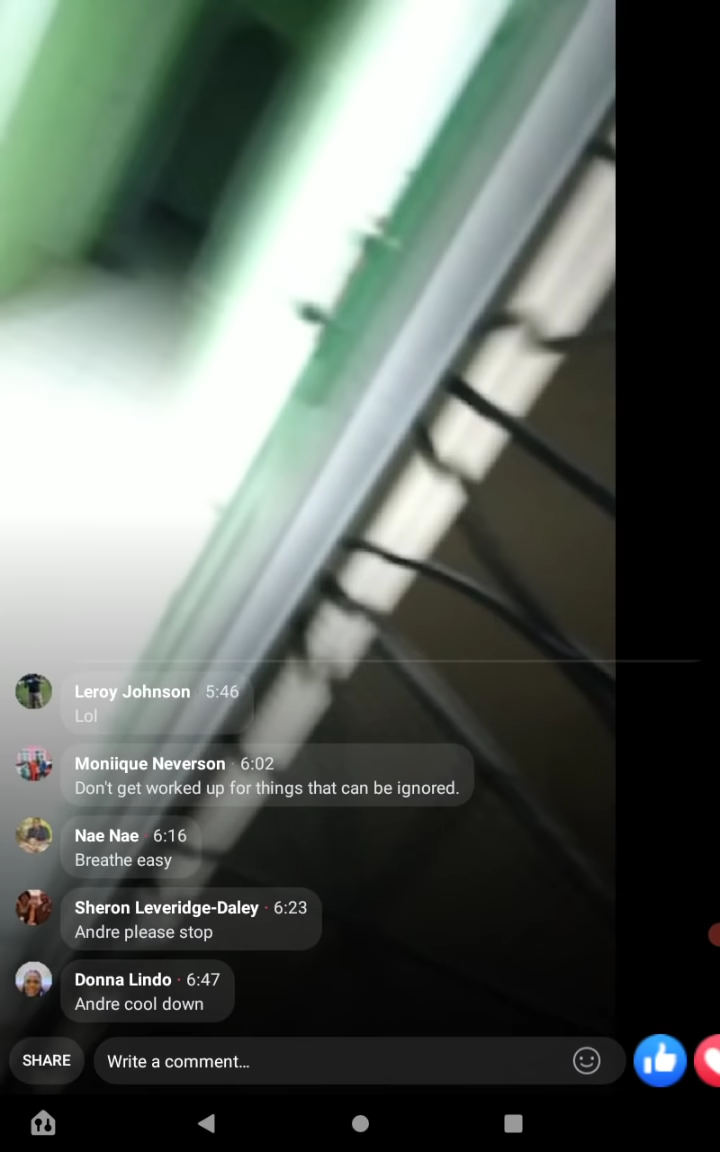 Leroy Johnson · 5:46
Lol
Moniique Neverson · 6:02
Don't get worked up for things that can be ignored.
Nae Nae · 6:16
Breathe easy
Sheron Leveridge-Daley · 6:23
Andre please stop
Donna Lindo · 6:47
Andre cool down
SHARE
Write a comment...